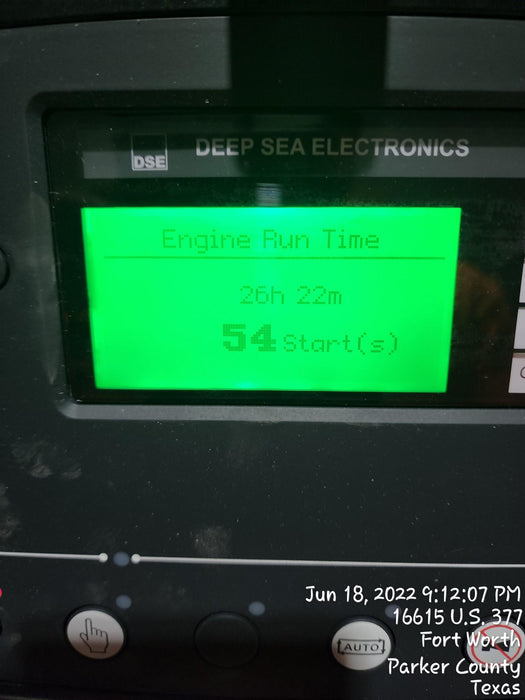 DSE
DEEP SEA ELECTRONICS
Engine Run Time
26h 22m
54 Start(s)
AUTO
Jun 18, 2022 9:12:07 PM
16615 U.S. 377
Fort Worth
Parker County
Texas